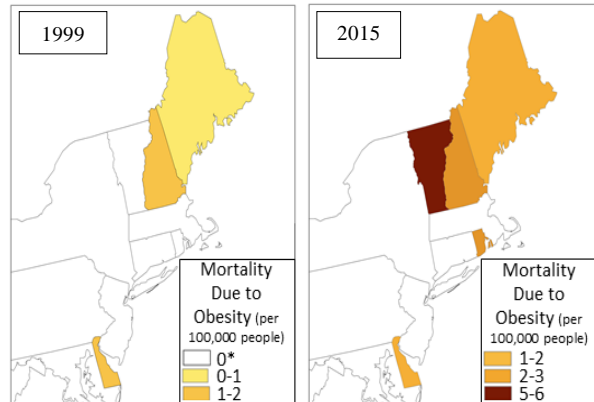 1999
Mortality
Due to
Obesity (per
100,000 people)
0*
0-1
1-2
2015
Mortality
Due to
Obesity (per
100,000 people)
1-2
2-3
5-6